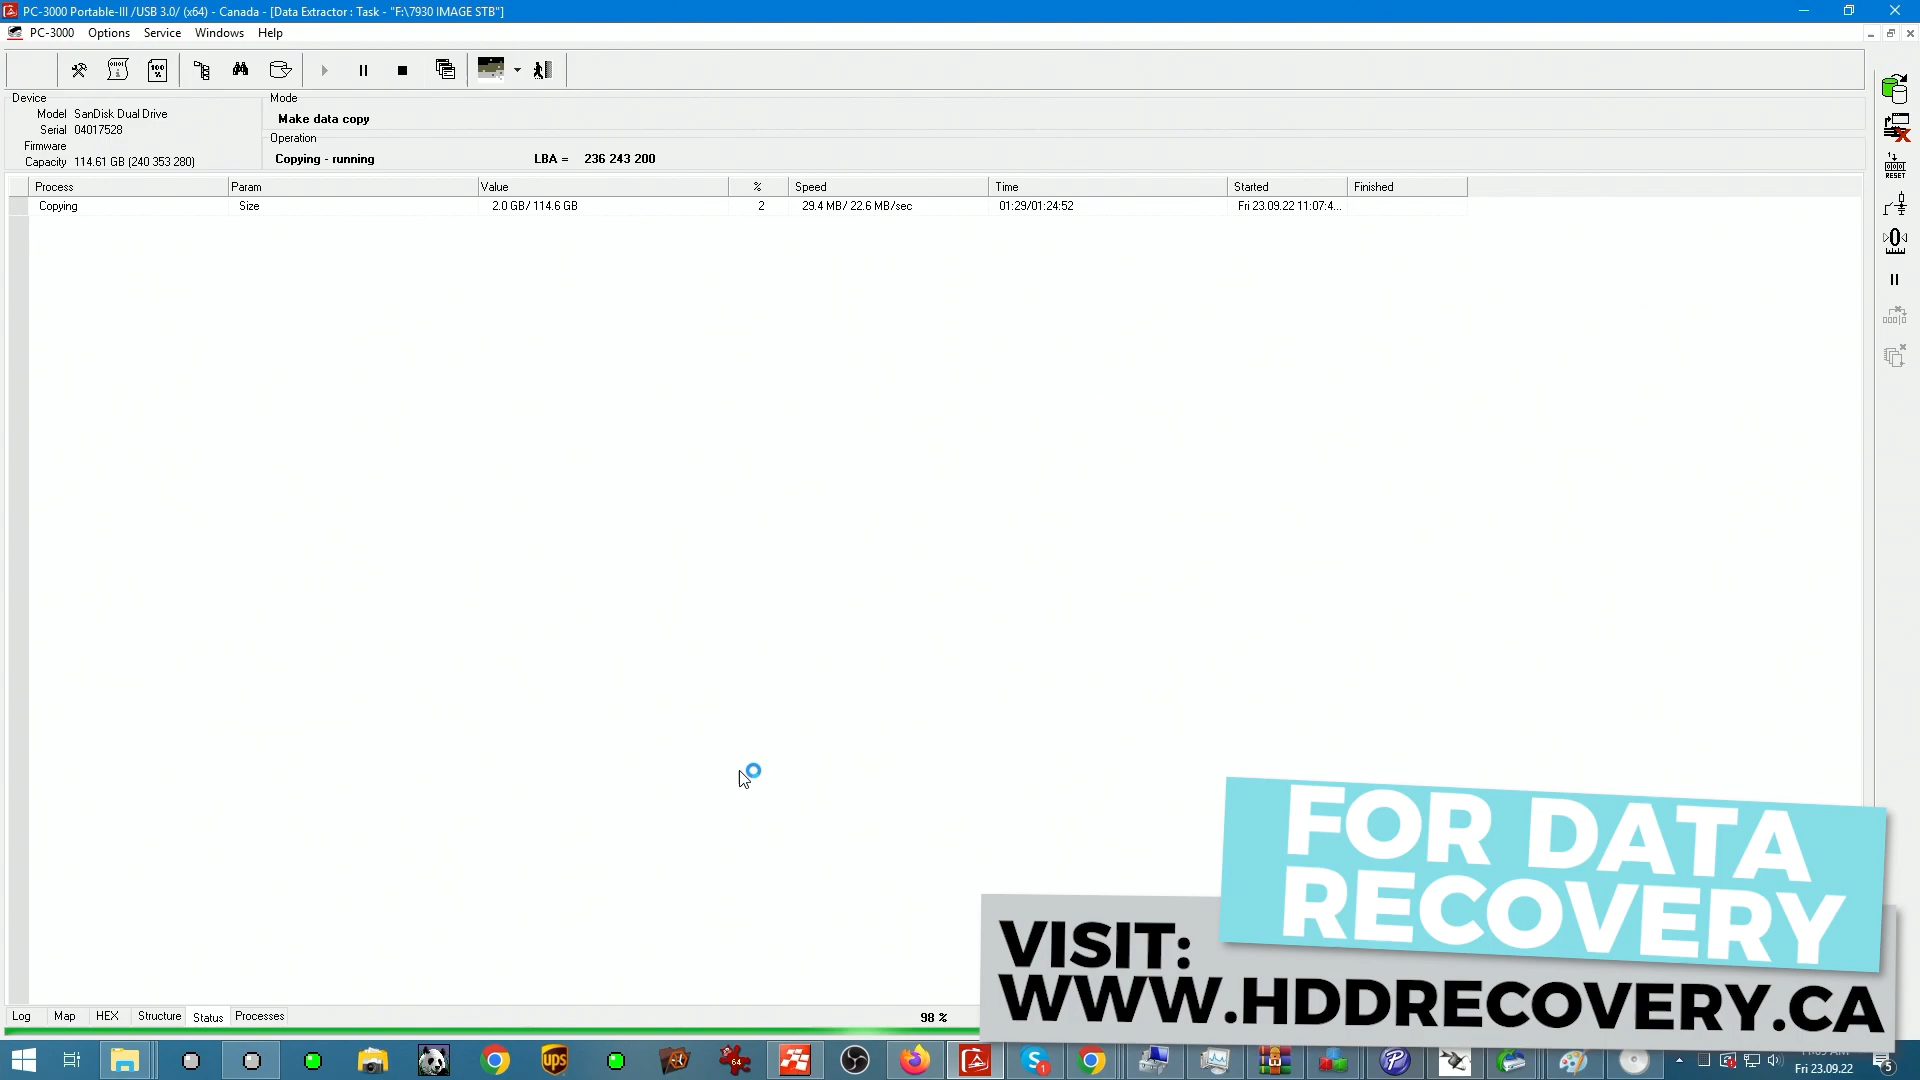 PC-3000 Portable-III /USB 3.0/ (x64) - Canada - [Data Extractor : Task - "F:\7930 IMAGE STB"]
PC-3000 Options Service Windows Help
Device
Model SanDisk Dual Drive
Serial 04017528
Firmware
Capacity 114.61 GB (240 353 280)
Mode
Make data copy
Operation
Copying - running LBA = 236 243 200
Process Param Value % Speed Time Started Finished
Copying Size 2.0 GB/ 114.6 GB 2 29.4 MB/ 22.6 MB/sec 01:29/01:24:52 Fri 23.09.22 11:07:4...
RESET
FOR DATA
RECOVERY
VISIT:
WWW.HDDRECOVERY.CA
Log Map HEX Structure Status Processes
98 %
Fri 23.09.22